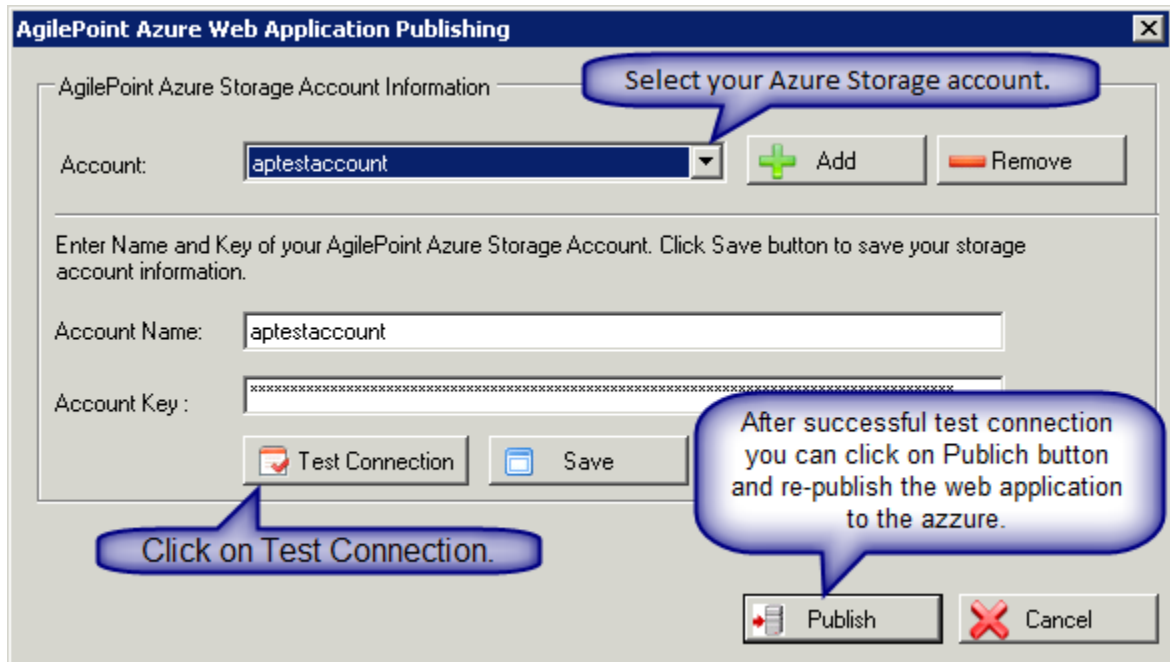 AgilePoint Azure Web Application Publishing
AgilePoint Azure Storage Account Information
Select your Azure Storage account.
Account:
aptestaccount
Add
Remove
Enter Name and Key of your AgilePoint Azure Storage Account. Click Save button to save your storage
account information.
Account Name:
aptestaccount
Account Key :
Test Connection
Save
After successful test connection
you can click on Publich button
and re-publish the web application
to the azzure.
Click on Test Connection.
Publish
Cancel